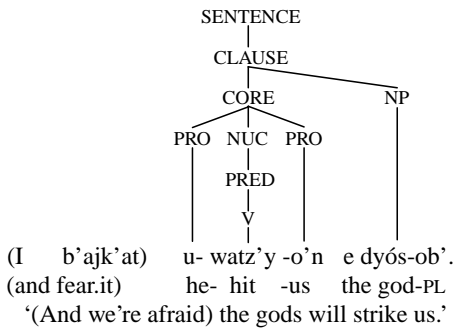 SENTENCE
CLAUSE
CORE NP
PRO NUC PRO
PRED
V
(I b’ajk’at) u- watz’y -o’n e dyós-ob’.
(and fear.it) he- hit -us the god-PL
‘(And we’re afraid) the gods will strike us.’